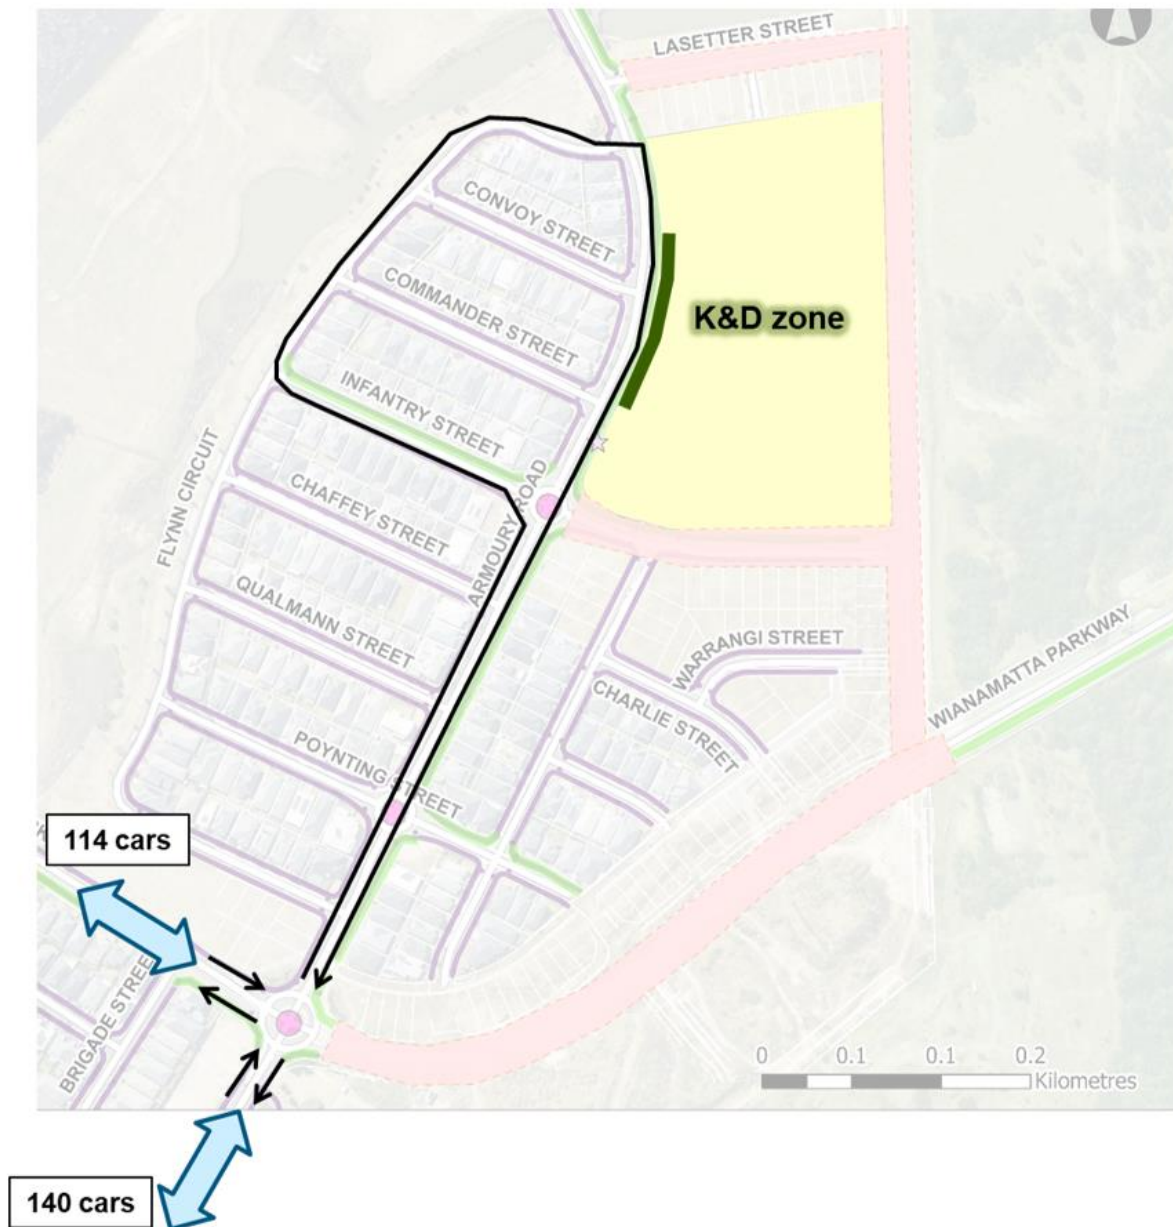 LASETTER STREET
CONVOY STREET
K&D zone
COMMANDER STREET
INFANTRY STREET
FLYNN CIRCUIT
CHAFFEY STREET
ARMOURY ROAD
QUALMANN STREET
WARRANGI STREET
WIANAMATTA PARKWAY
CHARLIE STREET
POYNTING STREET
114 cars
BRIGADE STREET
0 0.1 0.1 0.2
Kilometres
140 cars